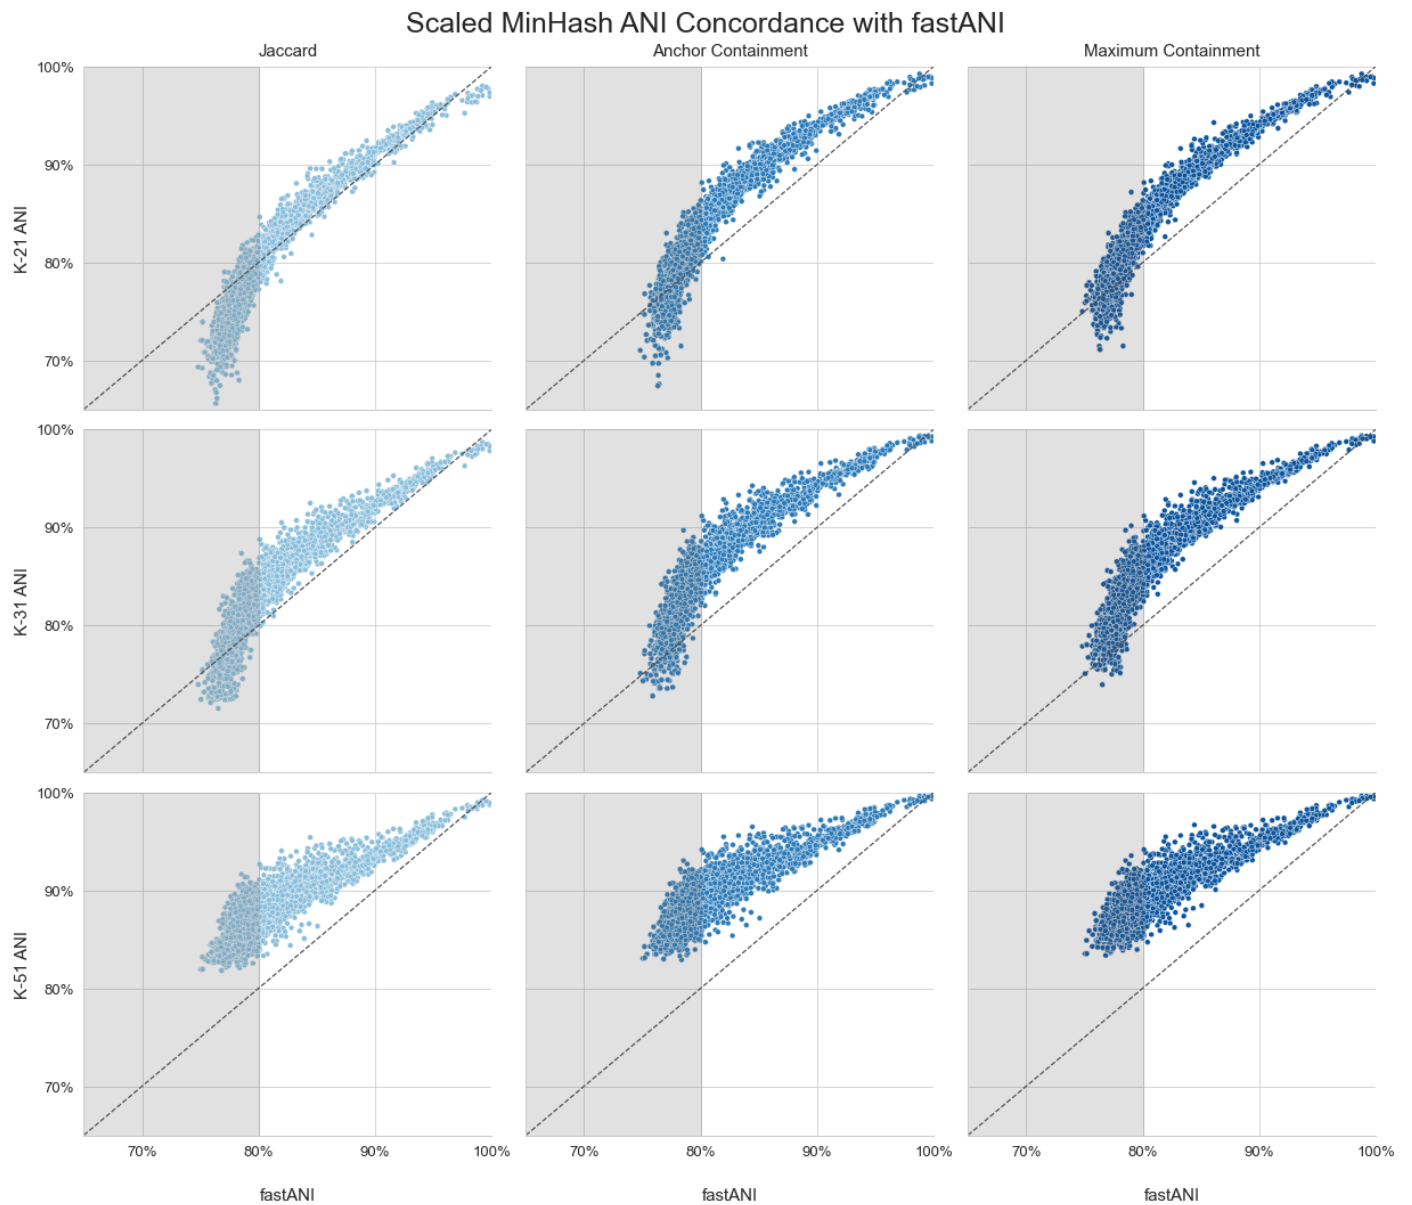 Scaled MinHash ANI Concordance with fastANI
Jaccard
Anchor Containment
Maximum Containment
100%
90%
80%
70%
K-21 ANI
100%
90%
80%
70%
K-31 ANI
100%
90%
80%
70%
K-51 ANI
70% 80% 90% 100%
70% 80% 90% 100%
70% 80% 90% 100%
fastANI
fastANI
fastANI